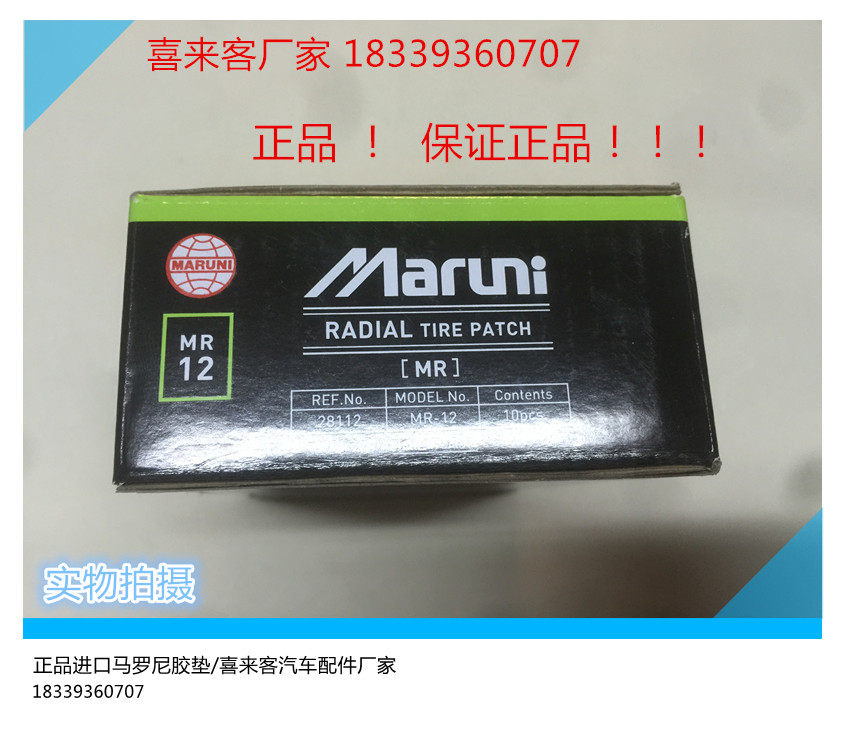 喜来客厂家 18339360707
正品 ！ 保证正品！！！
MARUNI
Maruni
RADIAL TIRE PATCH
[MR]
MR
12
REF.No. MODEL No. Contents
28112 MR-12 10pcs
实物拍摄
正品进口马罗尼胶垫/喜来客汽车配件厂家
18339360707